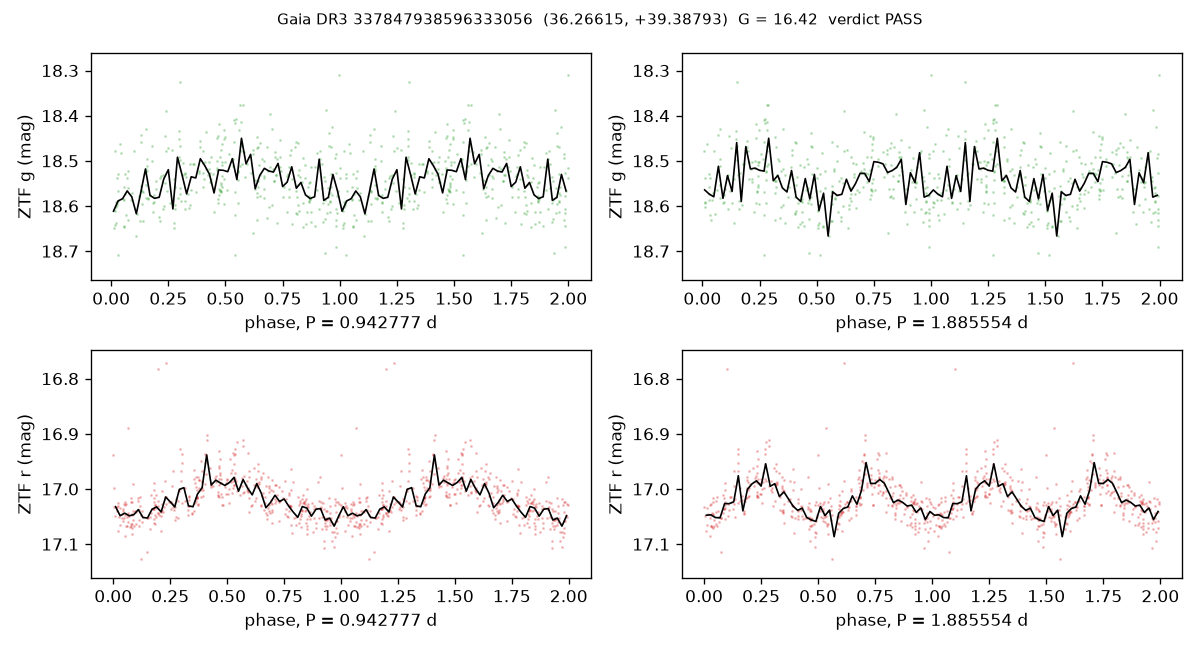 Gaia DR3 337847938596333056  (36.26615, +39.38793)  G = 16.42  verdict PASS
18.3
18.4
18.5
18.6
18.7
ZTF g (mag)
0.00 0.25 0.50 0.75 1.00 1.25 1.50 1.75 2.00
phase, P = 0.942777 d
18.3
18.4
18.5
18.6
18.7
ZTF g (mag)
0.00 0.25 0.50 0.75 1.00 1.25 1.50 1.75 2.00
phase, P = 1.885554 d
16.8
16.9
17.0
17.1
ZTF r (mag)
0.00 0.25 0.50 0.75 1.00 1.25 1.50 1.75 2.00
phase, P = 0.942777 d
16.8
16.9
17.0
17.1
ZTF r (mag)
0.00 0.25 0.50 0.75 1.00 1.25 1.50 1.75 2.00
phase, P = 1.885554 d